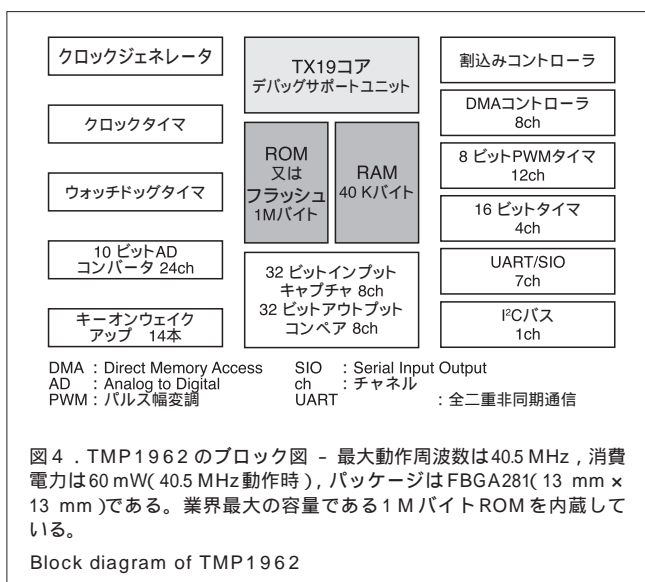 クロックジェネレータ
クロックタイマ
ウォッチドッグタイマ
10 ビットAD
コンバータ 24ch
キーオンウェイク
アップ 14本
TX19コア
デバッグサポートユニット
ROM
又は
フラッシュ
1Mバイト
RAM
40 Kバイト
32 ビットインプット
キャプチャ 8ch
32 ビットアウトプット
コンペア 8ch
割込みコントローラ
DMAコントローラ
8ch
8 ビットPWMタイマ
12ch
16 ビットタイマ
4ch
UART/SIO
7ch
I²Cバス
1ch
DMA : Direct Memory Access SIO : Serial Input Output
AD : Analog to Digital ch : チャネル
PWM : パルス幅変調 UART : 全二重非同期通信
図4.TMP1962のブロック図 − 最大動作周波数は40.5 MHz,消費
電力は60 mW(40.5 MHz動作時),パッケージはFBGA281(13 mm ×
13 mm)である。業界最大の容量である1 MバイトROMを内蔵して
いる。
Block diagram of TMP1962